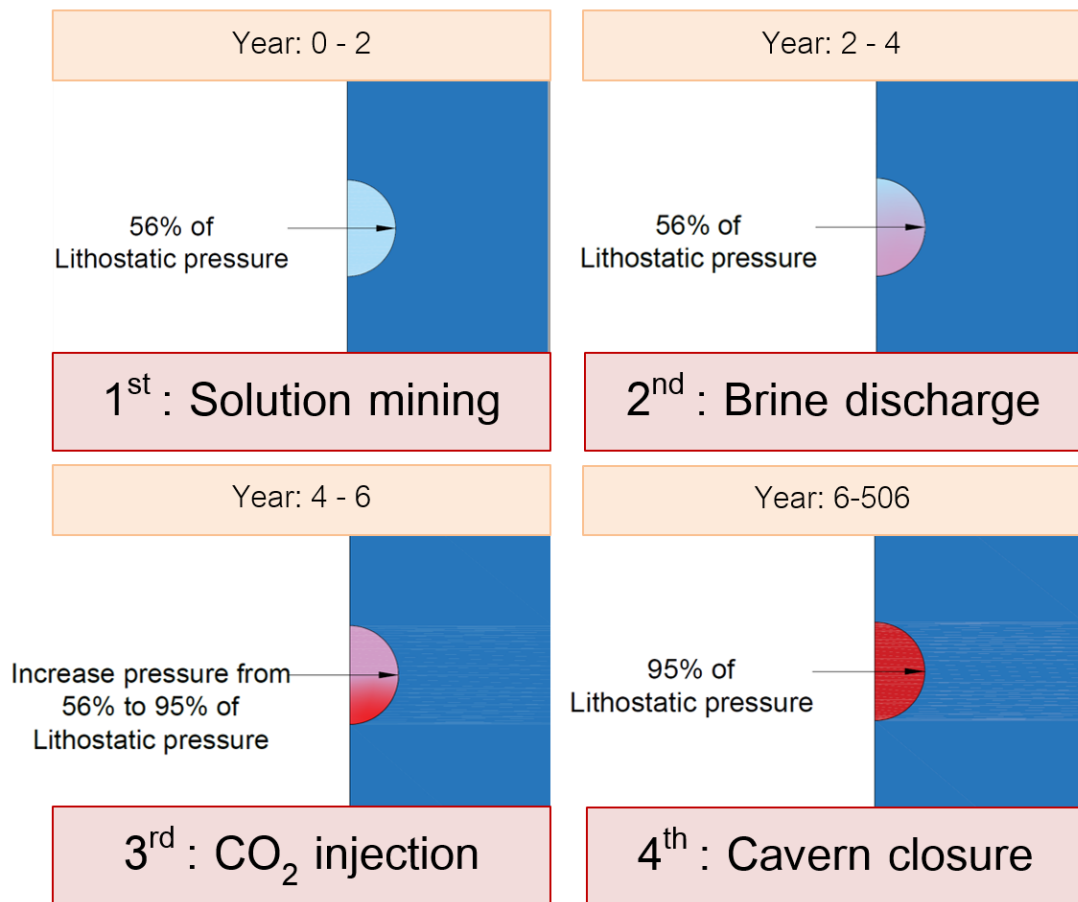 Year: 0 - 2
56% of
Lithostatic pressure
1st : Solution mining
Year: 2 - 4
56% of
Lithostatic pressure
2nd : Brine discharge
Year: 4 - 6
Increase pressure from
56% to 95% of
Lithostatic pressure
3rd : CO2 injection
Year: 6-506
95% of
Lithostatic pressure
4th : Cavern closure